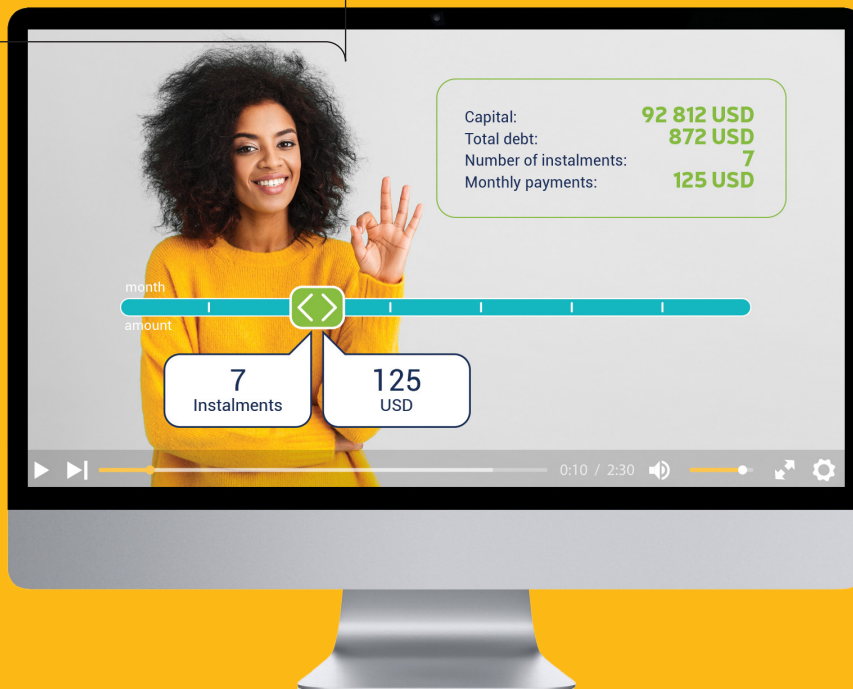 Capital: 92 812 USD
Total debt: 872 USD
Number of instalments: 7
Monthly payments: 125 USD
month
amount
7
Instalments
125
USD
0:10 / 2:30